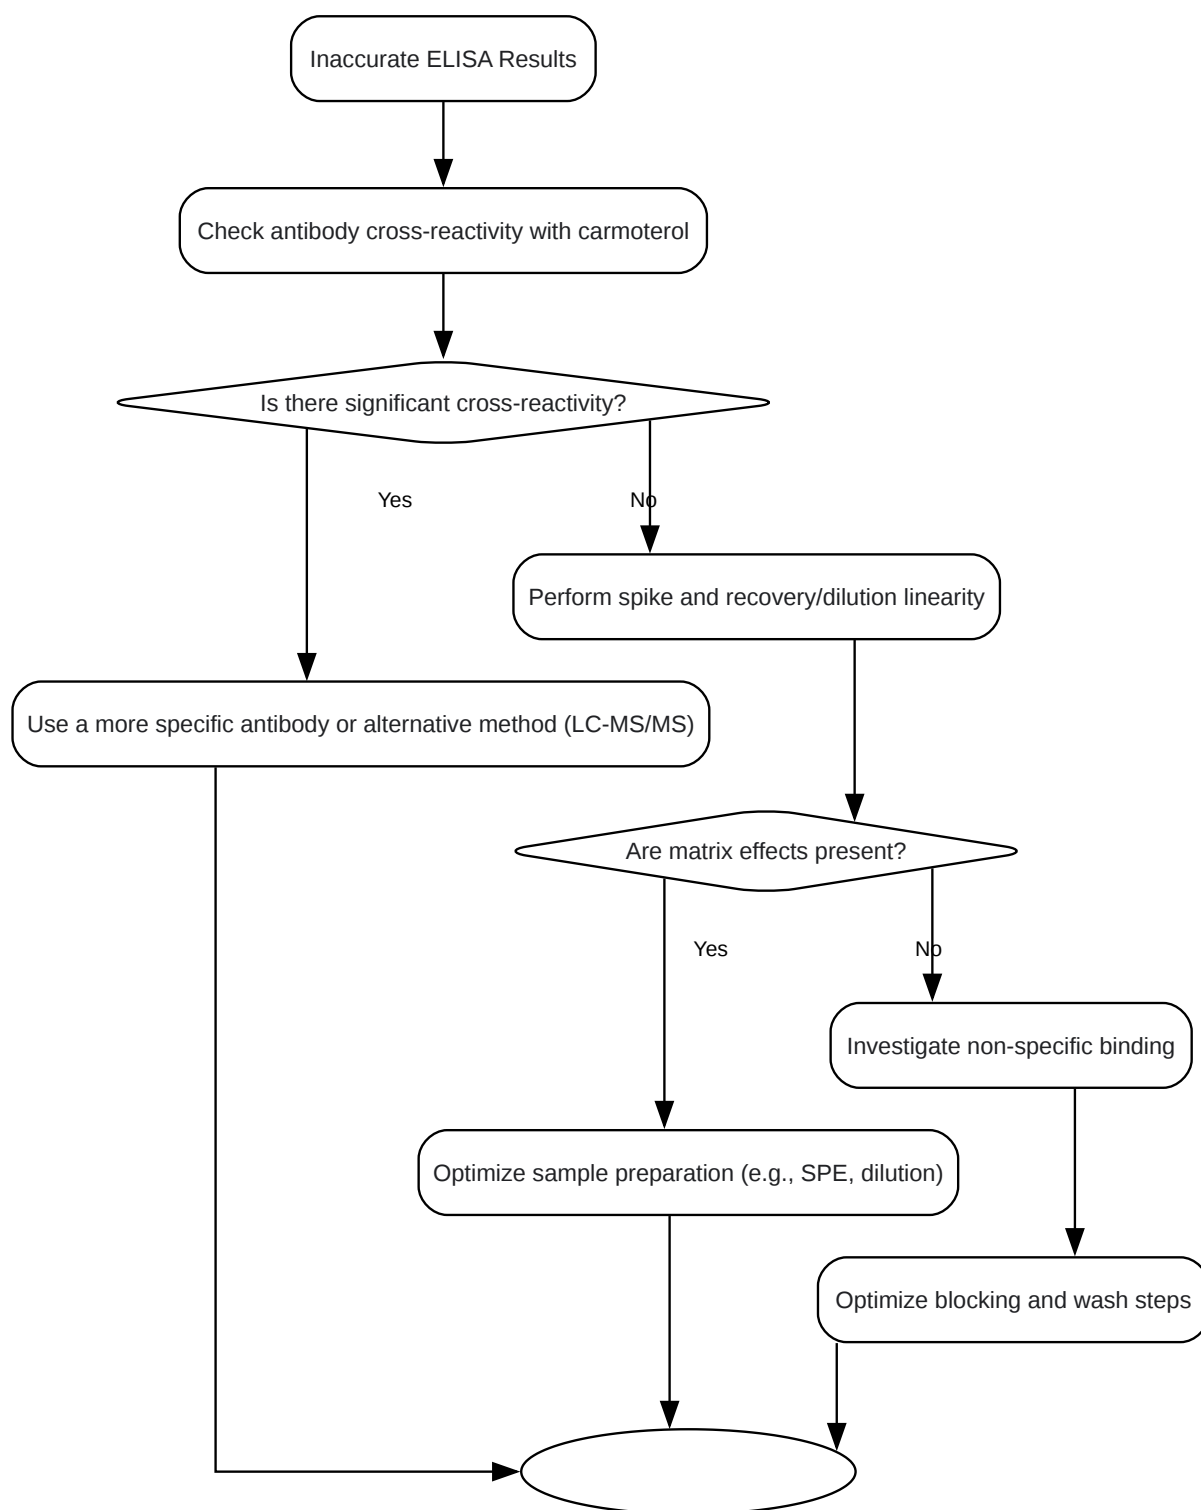 Inaccurate ELISA Results
Check antibody cross-reactivity with carmoterol
Is there significant cross-reactivity?
Yes
No
Perform spike and recovery/dilution linearity
Use a more specific antibody or alternative method (LC-MS/MS)
Are matrix effects present?
Yes
No
Investigate non-specific binding
Optimize sample preparation (e.g., SPE, dilution)
Optimize blocking and wash steps